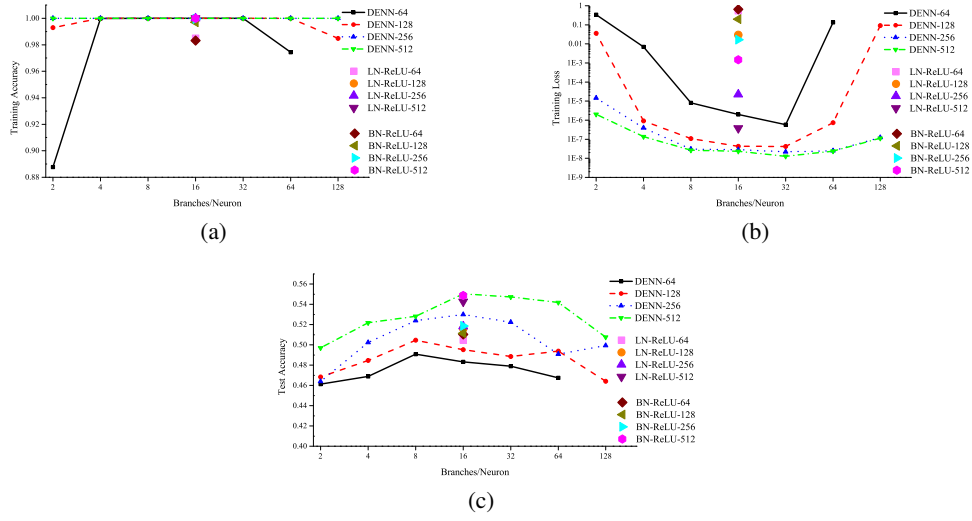 1.00
0.98
0.96
0.94
0.92
0.90
0.88
Training Accuracy
2 4 8 16 32 64 128
Branches/Neuron
DENN-64
DENN-128
DENN-256
DENN-512
LN-ReLU-64
LN-ReLU-128
LN-ReLU-256
LN-ReLU-512
BN-ReLU-64
BN-ReLU-128
BN-ReLU-256
BN-ReLU-512
(a)
1
0.1
0.01
1E-3
1E-4
1E-5
1E-6
1E-7
1E-8
1E-9
Training Loss
2 4 8 16 32 64 128
Branches/Neuron
DENN-64
DENN-128
DENN-256
DENN-512
LN-ReLU-64
LN-ReLU-128
LN-ReLU-256
LN-ReLU-512
BN-ReLU-64
BN-ReLU-128
BN-ReLU-256
BN-ReLU-512
(b)
0.56
0.54
0.52
0.50
0.48
0.46
0.44
0.42
0.40
Test Accuracy
2 4 8 16 32 64 128
Branches/Neuron
DENN-64
DENN-128
DENN-256
DENN-512
LN-ReLU-64
LN-ReLU-128
LN-ReLU-256
LN-ReLU-512
BN-ReLU-64
BN-ReLU-128
BN-ReLU-256
BN-ReLU-512
(c)